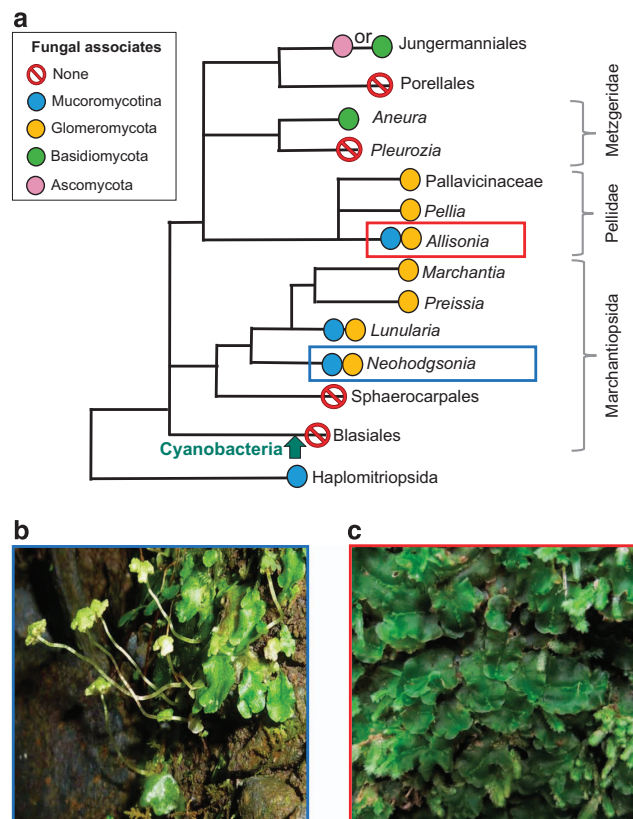 a
Fungal associates
None
Mucoromycotina
Glomeromycota
Basidiomycota
Ascomycota
or
Jungermanniales
Porellales
Aneura
Pleurozia
Metzgeridae
Pallavicinaceae
Pellia
Allisonia
Pellidae
Marchantia
Preissia
Lunularia
Neohodgsonia
Sphaerocarpales
Blasiales
Marchantiopsida
Cyanobacteria
Haplomitriopsida
b
c